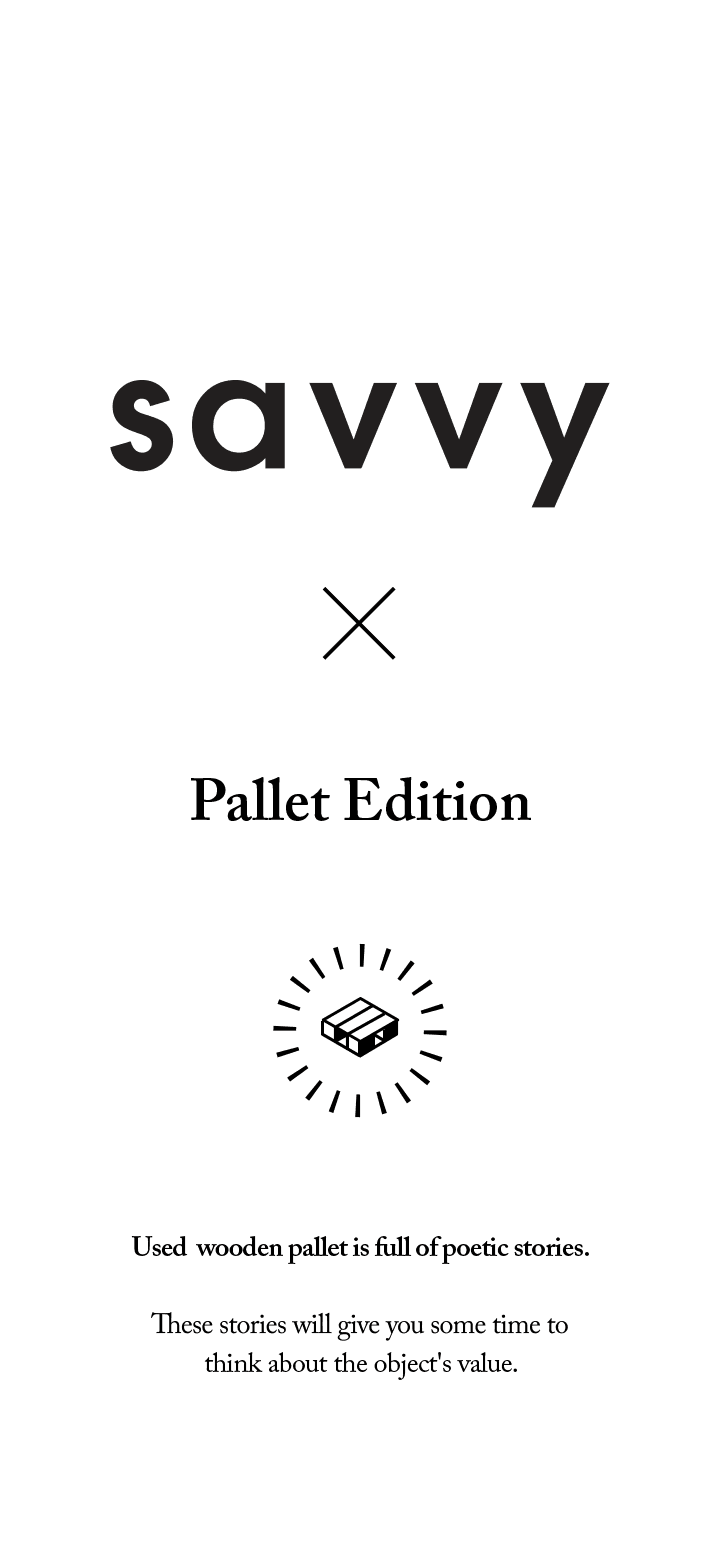 savvy
×
Pallet Edition
Used wooden pallet is full of poetic stories.
These stories will give you some time to
think about the object's value.